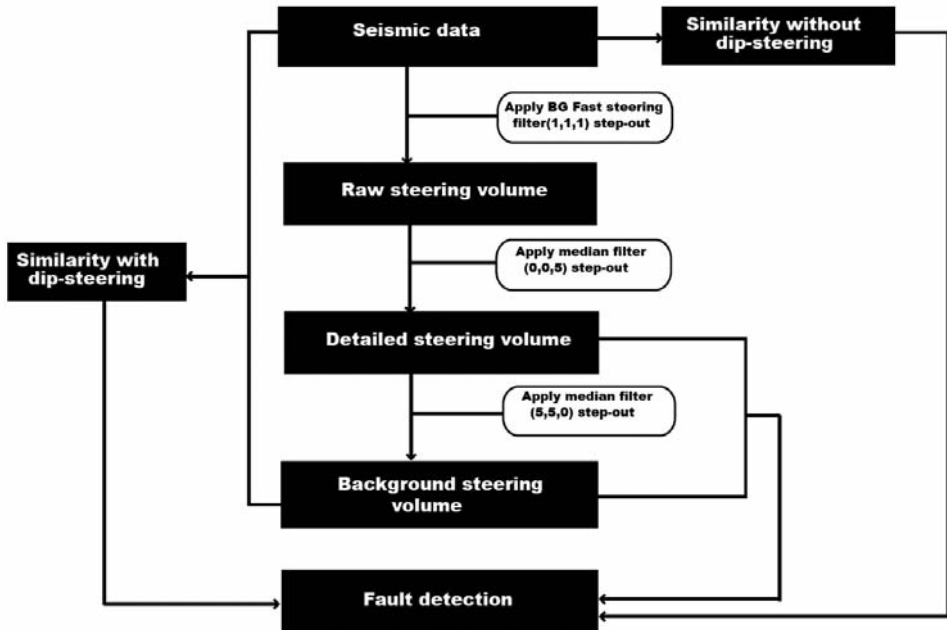 Seismic data
Similarity without
dip-steering
Apply BG Fast steering
filter(1,1,1) step-out
Raw steering volume
Similarity with
dip-steering
Apply median filter
(0,0,5) step-out
Detailed steering volume
Apply median filter
(5,5,0) step-out
Background steering
volume
Fault detection